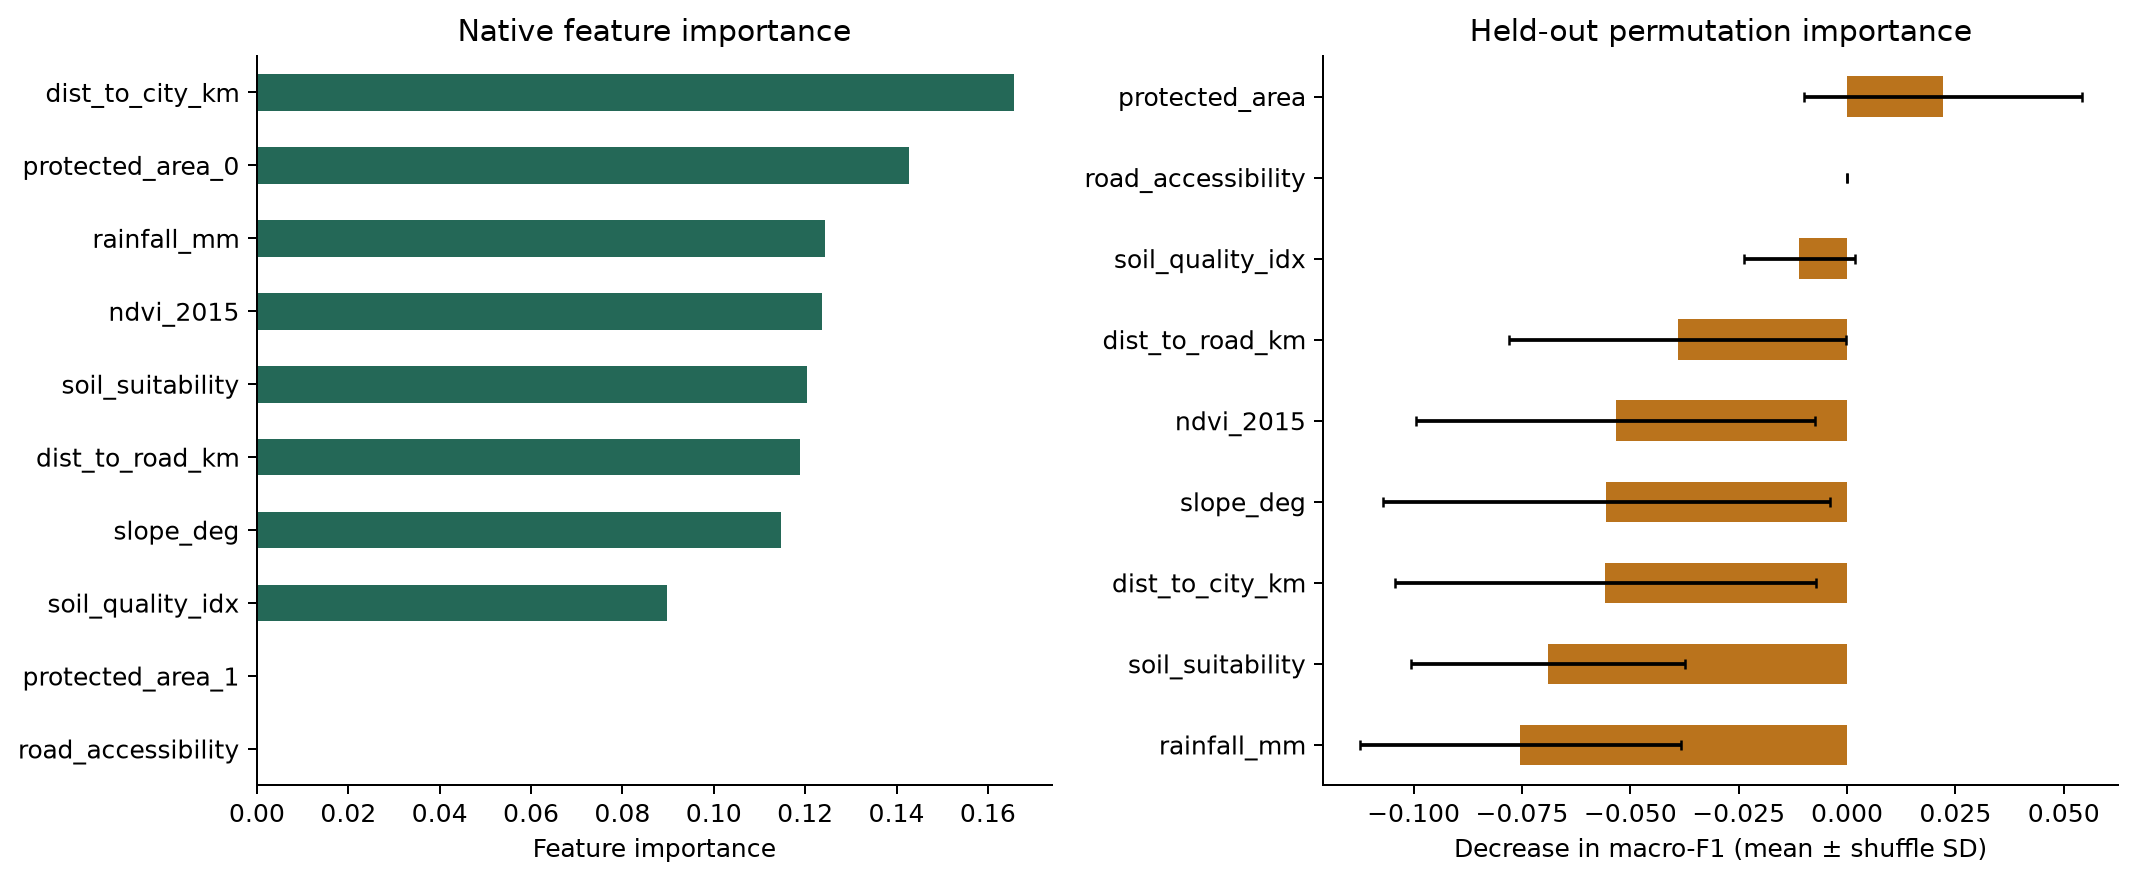 Native feature importance
dist_to_city_km
protected_area_0
rainfall_mm
ndvi_2015
soil_suitability
dist_to_road_km
slope_deg
soil_quality_idx
protected_area_1
road_accessibility
0.00 0.02 0.04 0.06 0.08 0.10 0.12 0.14 0.16
Feature importance
Held-out permutation importance
protected_area
road_accessibility
soil_quality_idx
dist_to_road_km
ndvi_2015
slope_deg
dist_to_city_km
soil_suitability
rainfall_mm
−0.100 −0.075 −0.050 −0.025 0.000 0.025 0.050
Decrease in macro-F1 (mean ± shuffle SD)